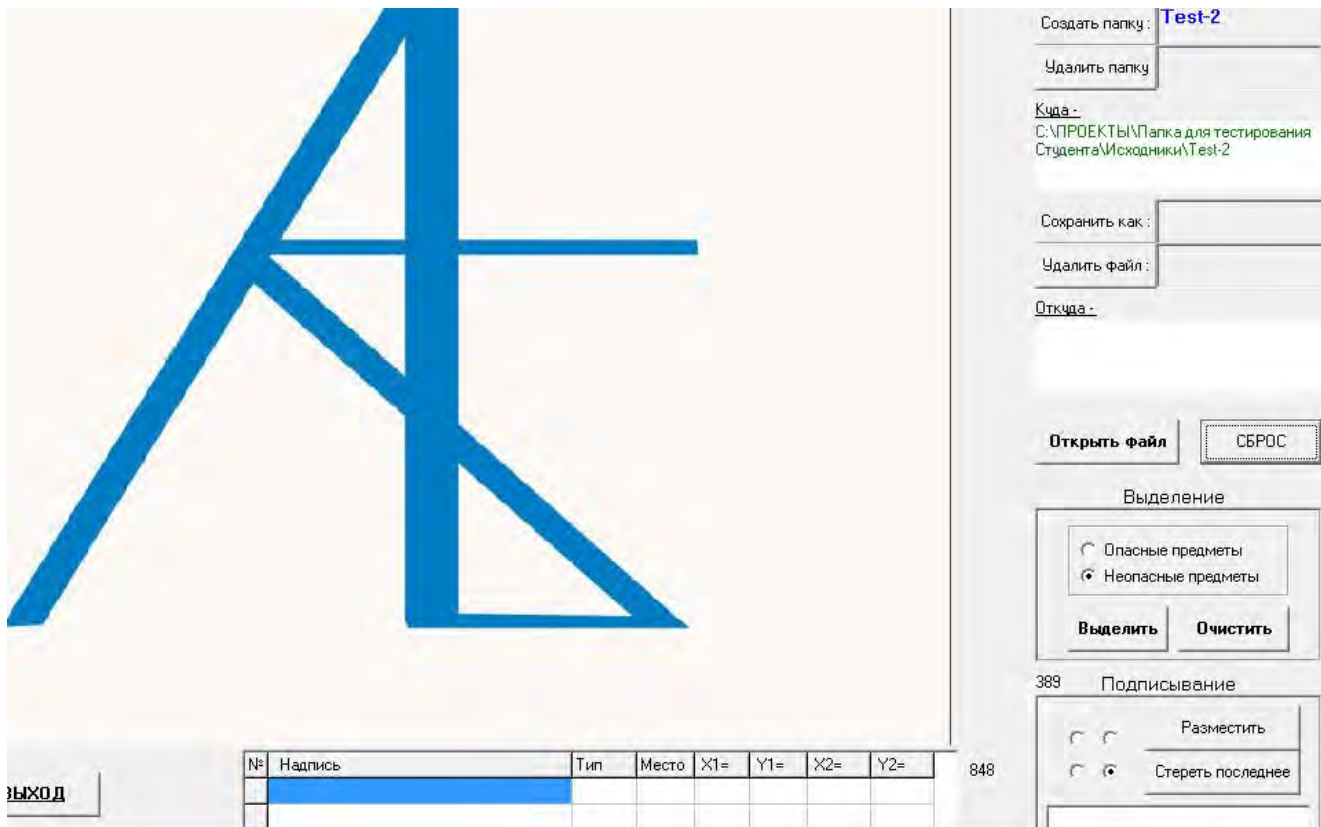 Создать папку :
Test-2
Удалить папку
Куда -
C:\ПРОЕКТЫ\Папка для тестирования
Студента\Исходники\Test-2
Сохранить как :
Удалить файл :
Откуда -
Открыть файл
СБРОС
Выделение
Опасные предметы
Неопасные предметы
Выделить
Очистить
389
Подписывание
Разместить
Стереть последнее
№ Надпись Тип Место X1= Y1= X2= Y2=
848
ВЫХОД